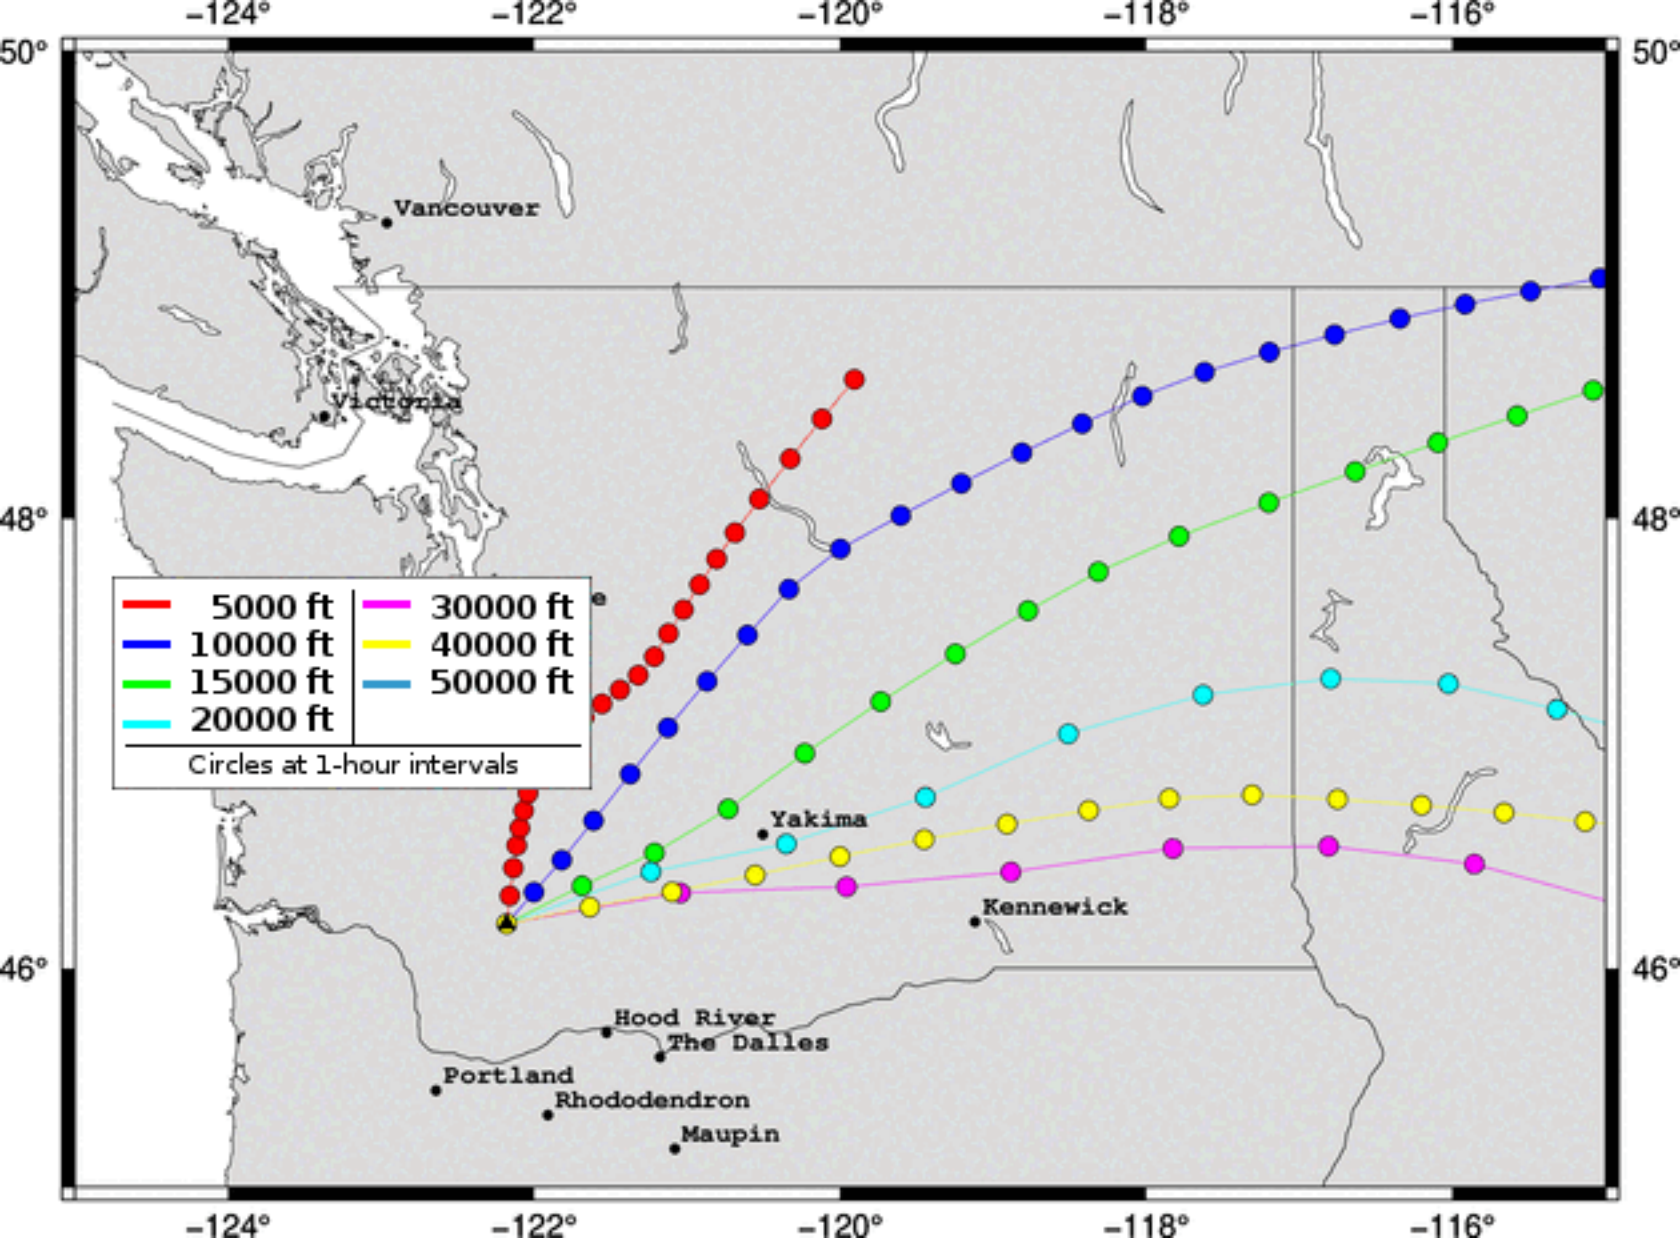 −124° −122° −120° −118° −116°
50° 50°
Vancouver
Victoria
48° 48°
e
5000 ft 30000 ft
10000 ft 40000 ft
15000 ft 50000 ft
20000 ft
Circles at 1-hour intervals
Yakima
Kennewick
46° 46°
Hood River
The Dalles
Portland
Rhododendron
Maupin
−124° −122° −120° −118° −116°